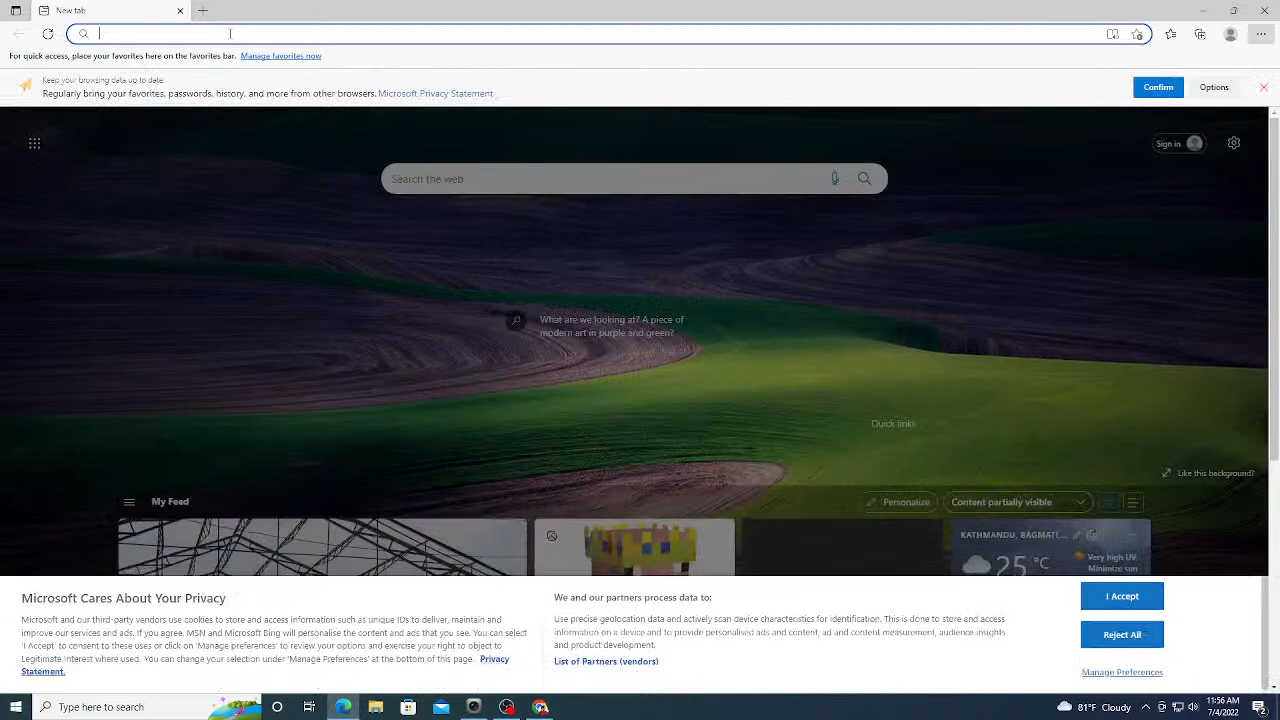 New tab
For quick access, place your favorites here on the favorites bar. Manage favorites now
Keep your browsing data up to date.
Regularly bring your favorites, passwords, history, and more from other browsers. Microsoft Privacy Statement
Confirm
Options
Sign in
Search the web
What are we looking at? A piece of
modern art in purple and green?
Quick links
Like this background?
My Feed
Personalize
Content partially visible
KATHMANDU, BAGMATI,...
25 °C
Very high UV
Minimize sun
Microsoft Cares About Your Privacy
Microsoft and our third-party vendors use cookies to store and access information such as unique IDs to deliver, maintain and
improve our services and ads. If you agree, MSN and Microsoft Bing will personalise the content and ads that you see. You can select
'I Accept' to consent to these uses or click on 'Manage preferences' to review your options and exercise your right to object to
Legitimate Interest where used. You can change your selection under 'Manage Preferences' at the bottom of this page. Privacy
Statement.
We and our partners process data to:
Use precise geolocation data and actively scan device characteristics for identification. This is done to store and access
information on a device and to provide personalised ads and content, ad and content measurement, audience insights
and product development.
List of Partners (vendors)
I Accept
Reject All
Manage Preferences
Type here to search
81°F Cloudy
11:56 AM
7/4/2022